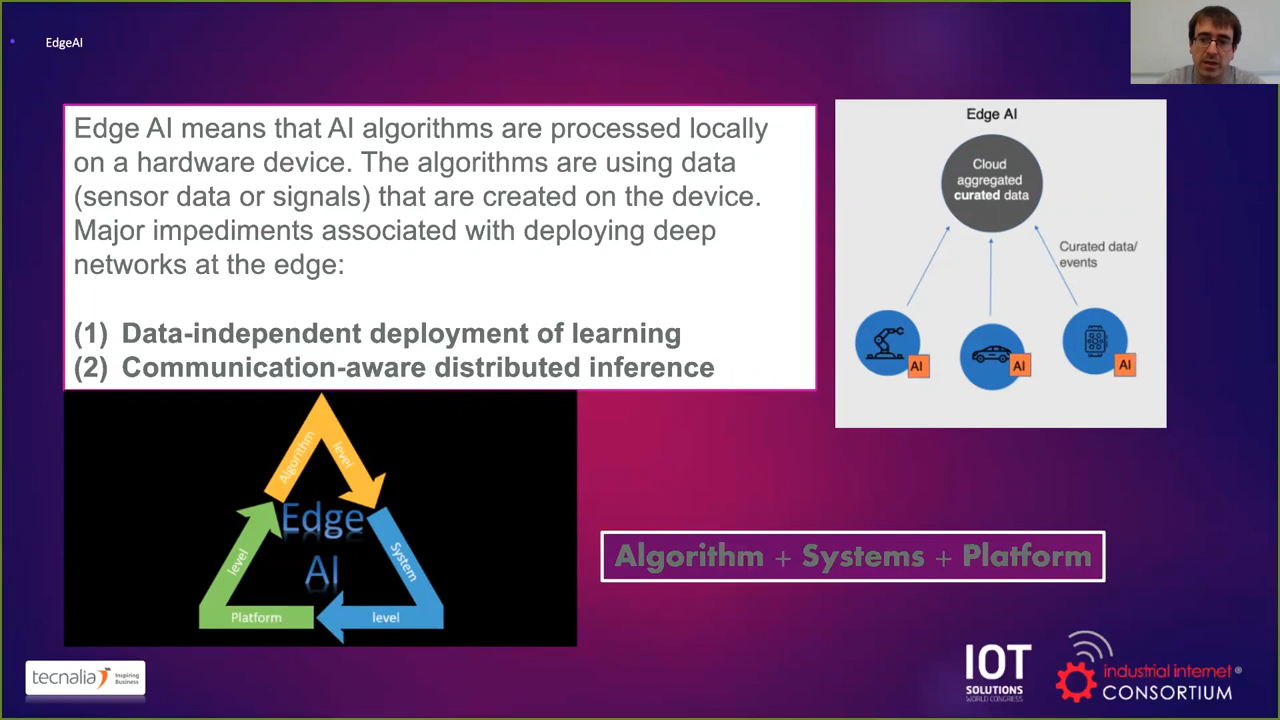 EdgeAI
Edge AI means that AI algorithms are processed locally
on a hardware device. The algorithms are using data
(sensor data or signals) that are created on the device.
Major impediments associated with deploying deep
networks at the edge:
(1) Data-independent deployment of learning
(2) Communication-aware distributed inference
Edge AI
Cloud
aggregated
curated data
Curated data/
events
AI
AI
AI
Algorithm level
System level
Platform level
Edge
AI
Algorithm + Systems + Platform
tecnalia Inspiring
Business
IOT
SOLUTIONS
WORLD CONGRESS
industrial internet®
CONSORTIUM